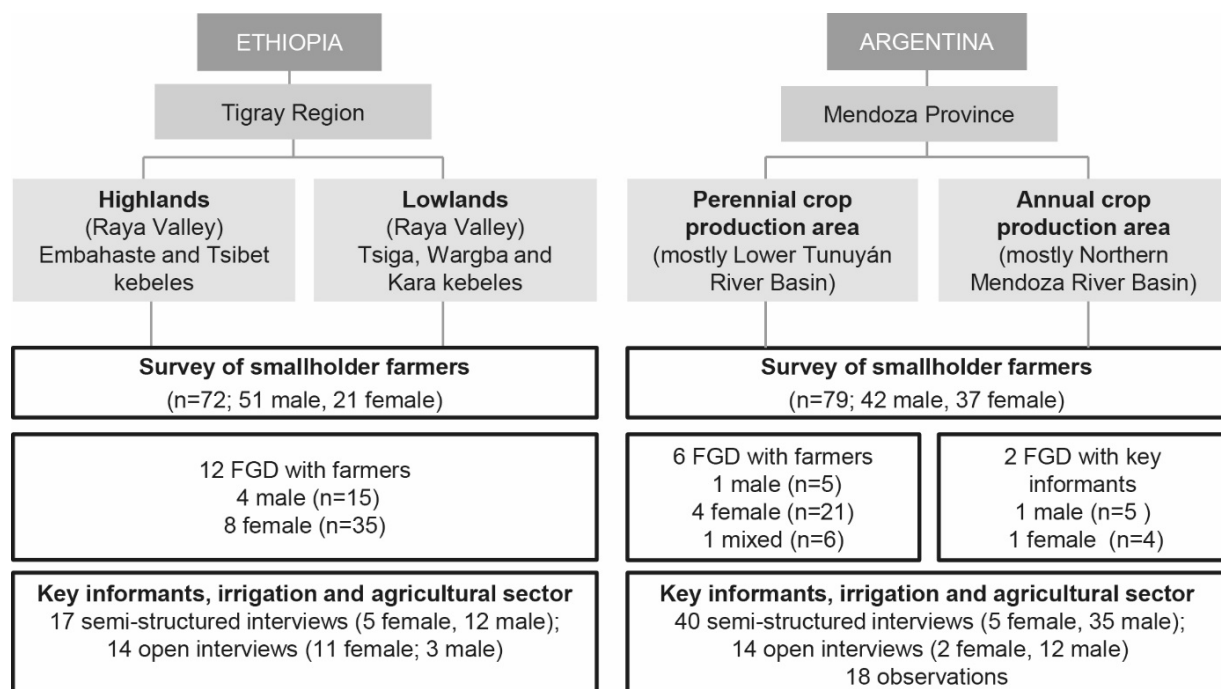 ETHIOPIA
Tigray Region
Highlands
(Raya Valley)
Embahaste and Tsibet
kebeles
Lowlands
(Raya Valley)
Tsiga, Wargba and
Kara kebeles
Survey of smallholder farmers
(n=72; 51 male, 21 female)
12 FGD with farmers
4 male (n=15)
8 female (n=35)
Key informants, irrigation and agricultural sector
17 semi-structured interviews (5 female, 12 male);
14 open interviews (11 female; 3 male)
ARGENTINA
Mendoza Province
Perennial crop
production area
(mostly Lower Tunuyán
River Basin)
Annual crop
production area
(mostly Northern
Mendoza River Basin)
Survey of smallholder farmers
(n=79; 42 male, 37 female)
6 FGD with farmers
1 male (n=5)
4 female (n=21)
1 mixed (n=6)
2 FGD with key
informants
1 male (n=5 )
1 female (n=4)
Key informants, irrigation and agricultural sector
40 semi-structured interviews (5 female, 35 male);
14 open interviews (2 female, 12 male)
18 observations